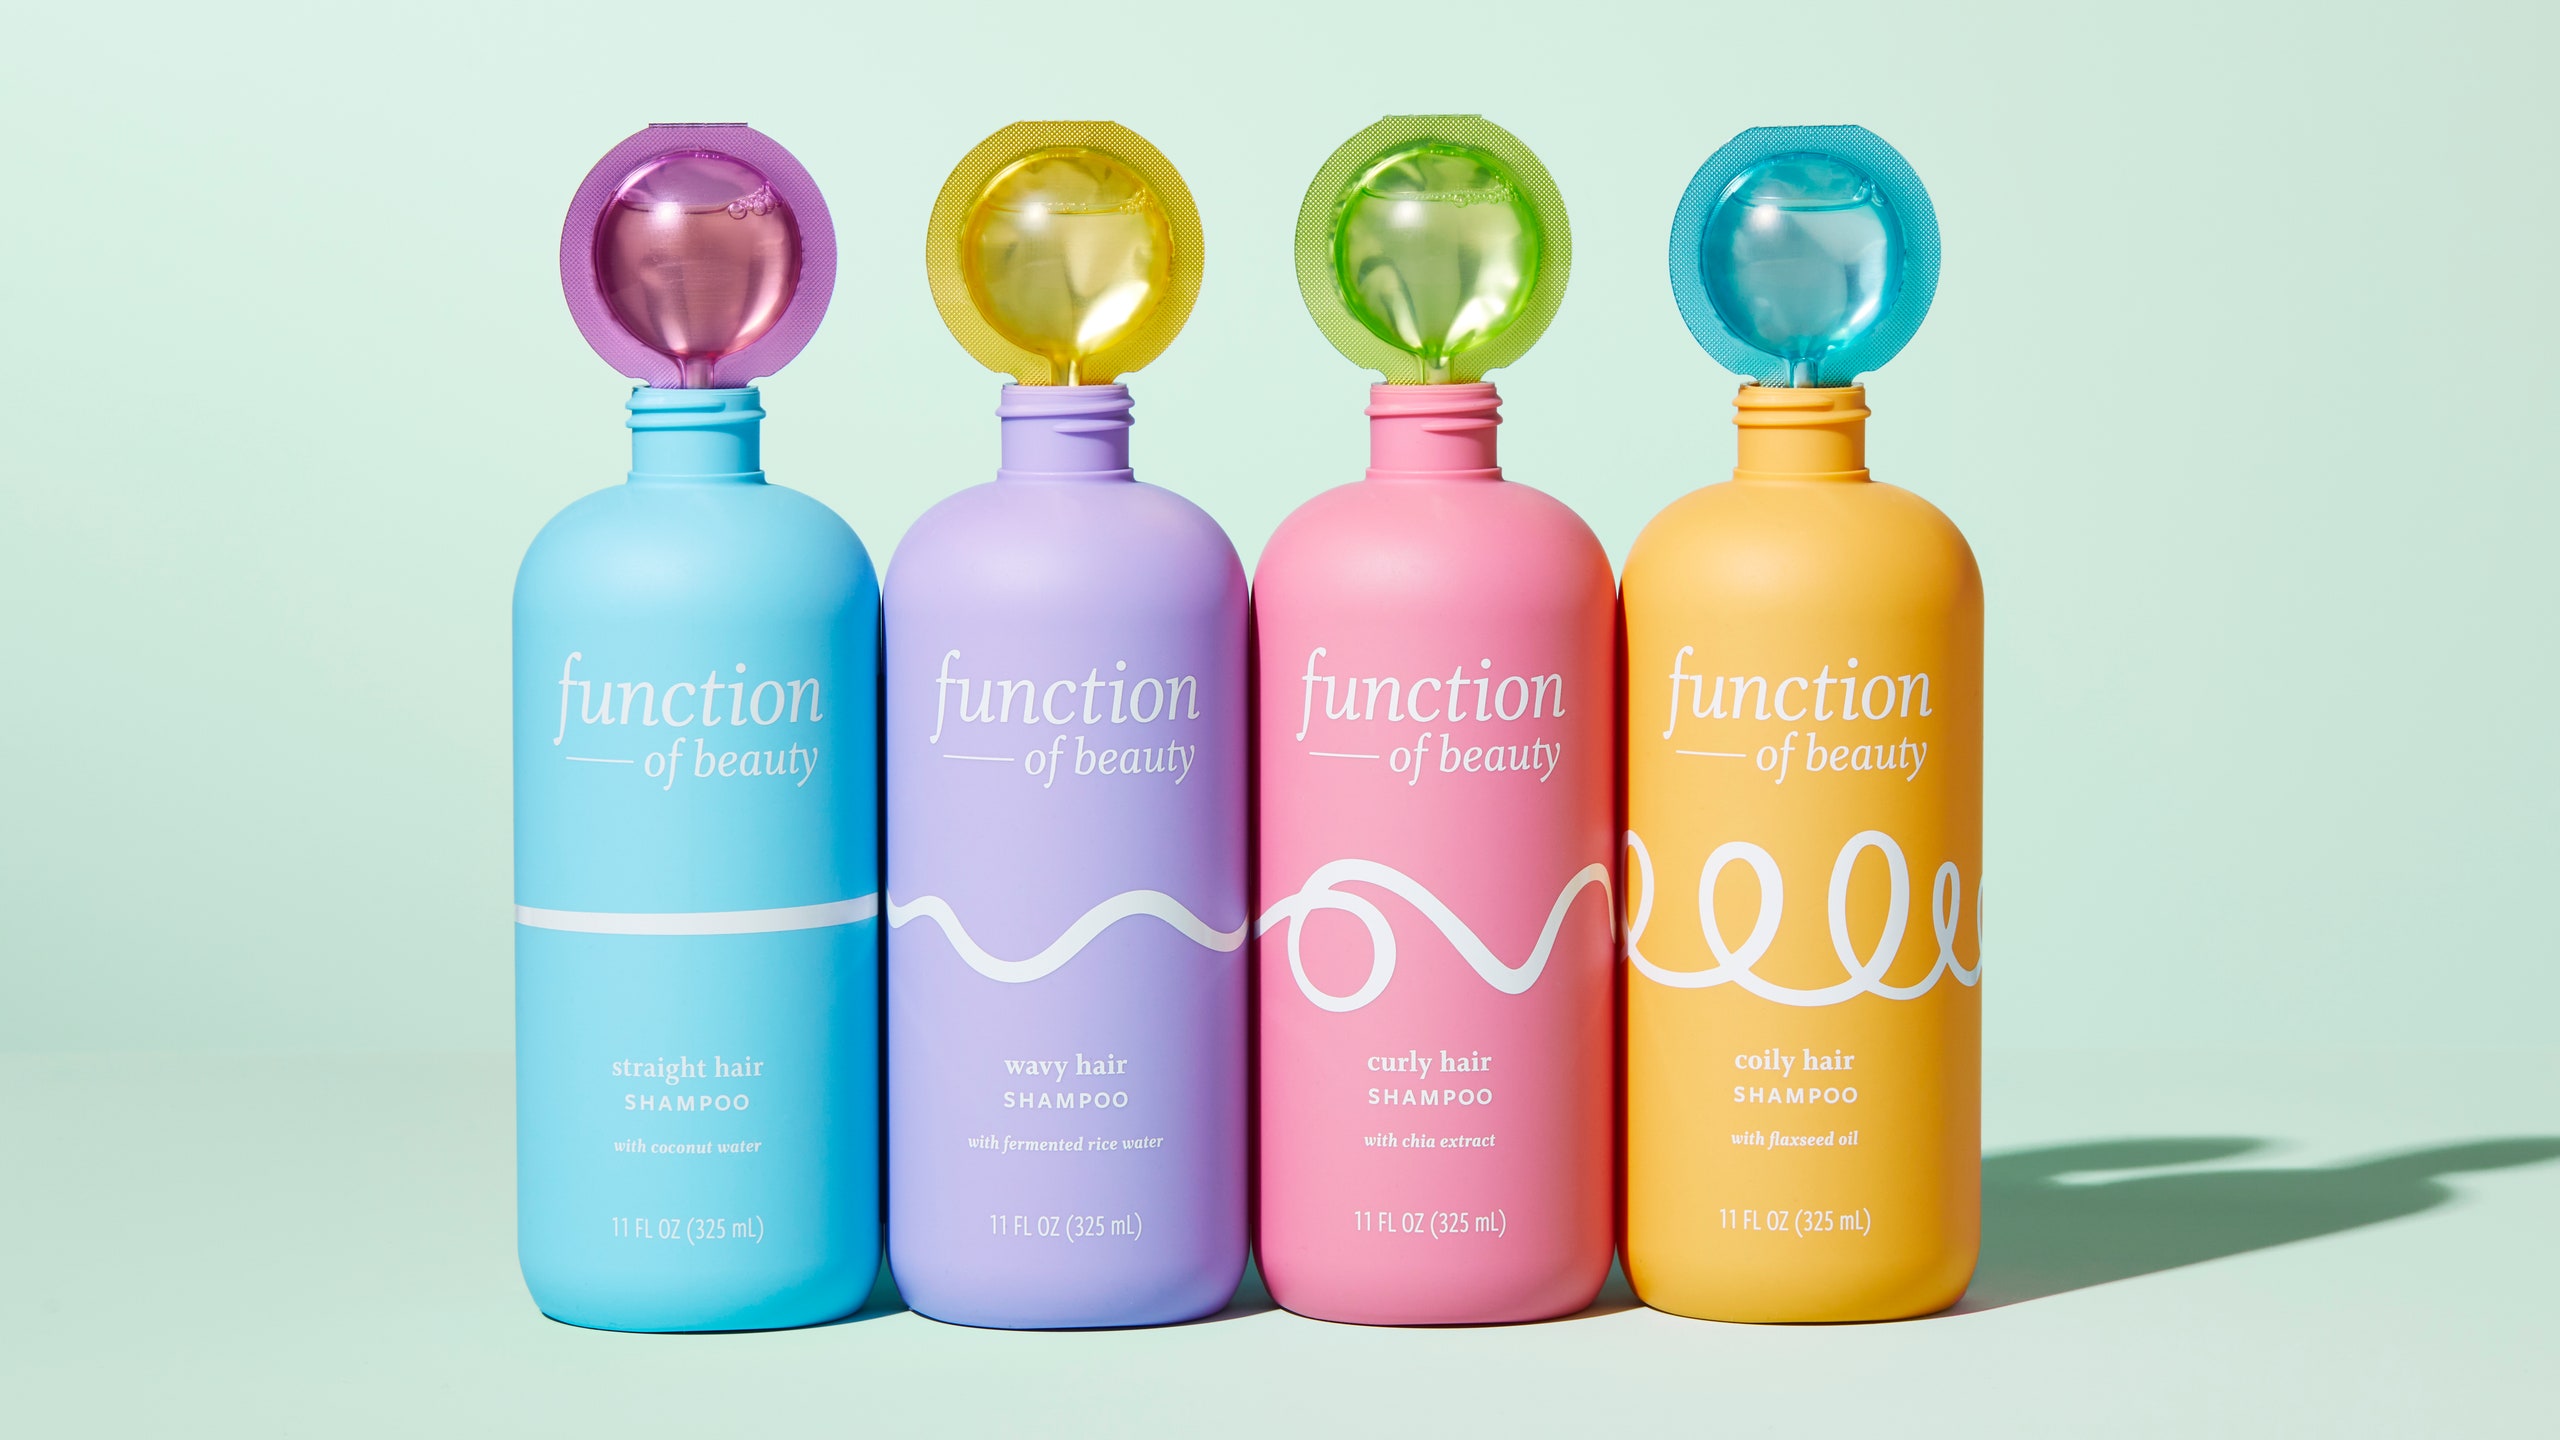 function
of beauty
straight hair
SHAMPOO
with coconut water
11 FL OZ (325 mL)
function
of beauty
wavy hair
SHAMPOO
with fermented rice water
11 FL OZ (325 mL)
function
of beauty
curly hair
SHAMPOO
with chia extract
11 FL OZ (325 mL)
function
of beauty
coily hair
SHAMPOO
with flaxseed oil
11 FL OZ (325 mL)